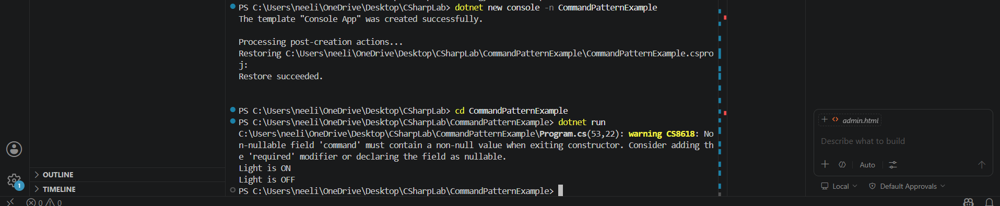 PS C:\Users\neeli\OneDrive\Desktop\CSharpLab> dotnet new console -n CommandPatternExample
The template "Console App" was created successfully.
Processing post-creation actions...
Restoring C:\Users\neeli\OneDrive\Desktop\CSharpLab\CommandPatternExample\CommandPatternExample.cspro
j:
Restore succeeded.
PS C:\Users\neeli\OneDrive\Desktop\CSharpLab> cd CommandPatternExample
PS C:\Users\neeli\OneDrive\Desktop\CSharpLab\CommandPatternExample> dotnet run
C:\Users\neeli\OneDrive\Desktop\CSharpLab\CommandPatternExample\Program.cs(53,22): warning CS8618: No
n-nullable field 'command' must contain a non-null value when exiting constructor. Consider adding th
e 'required' modifier or declaring the field as nullable.
Light is ON
Light is OFF
PS C:\Users\neeli\OneDrive\Desktop\CSharpLab\CommandPatternExample>
OUTLINE
TIMELINE
1
0 0
admin.html
Describe what to build
Auto
Local
Default Approvals